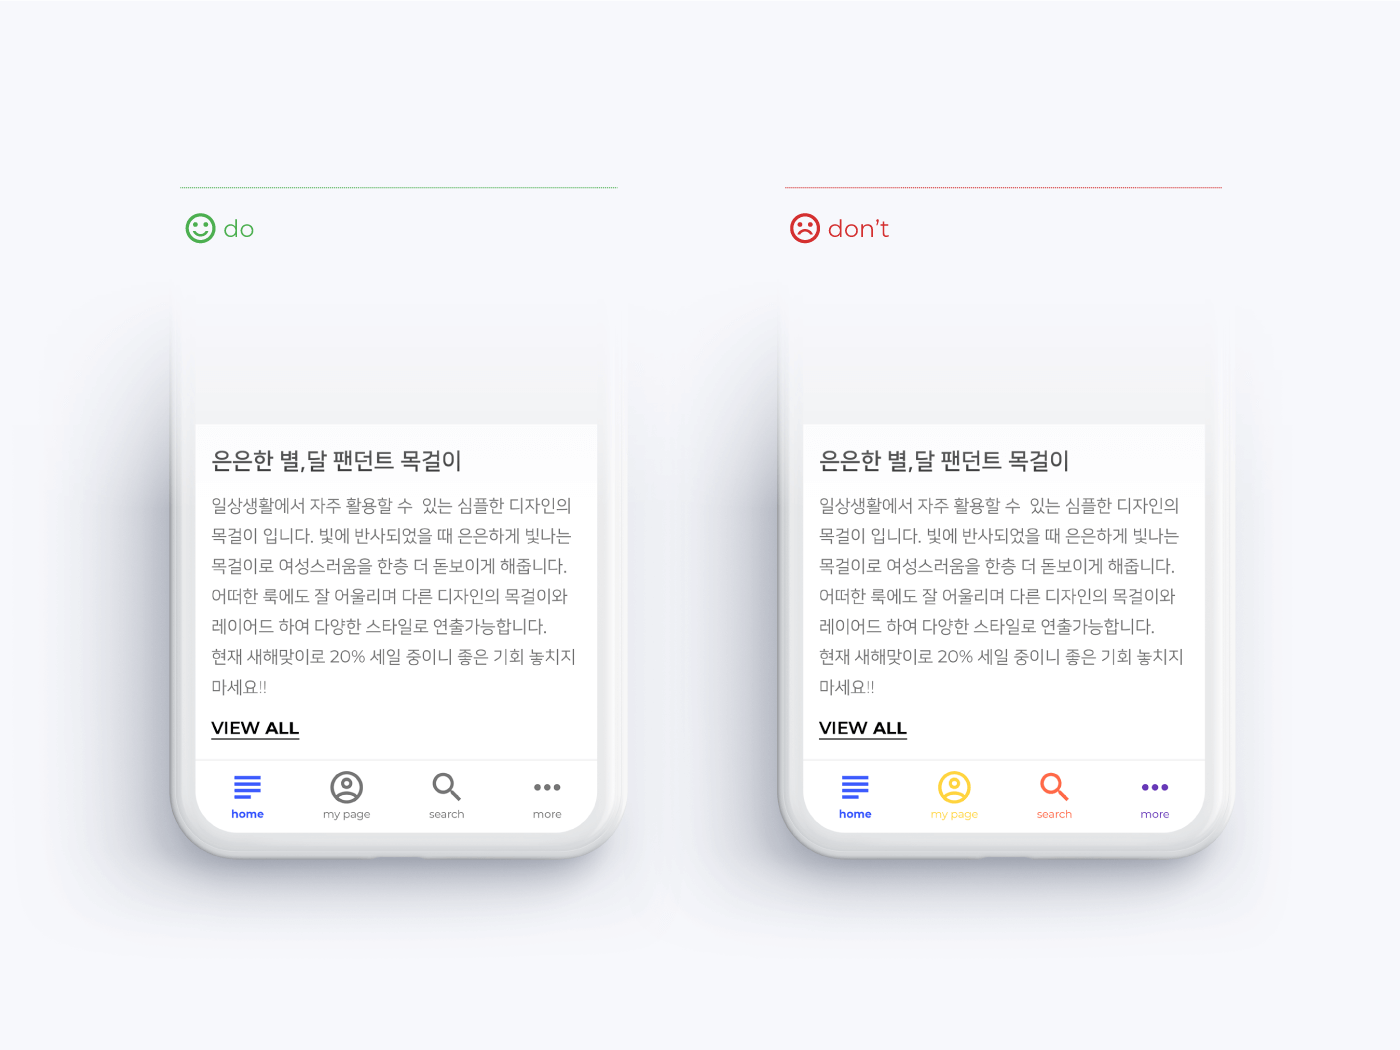 do
은은한 별,달 팬던트 목걸이
일상생활에서 자주 활용할 수 있는 심플한 디자인의
목걸이 입니다. 빛에 반사되었을 때 은은하게 빛나는
목걸이로 여성스러움을 한층 더 돋보이게 해줍니다.
어떠한 룩에도 잘 어울리며 다른 디자인의 목걸이와
레이어드 하여 다양한 스타일로 연출가능합니다.
현재 새해맞이로 20% 세일 중이니 좋은 기회 놓치지
마세요!!
VIEW ALL
home my page search more
don't
은은한 별,달 팬던트 목걸이
일상생활에서 자주 활용할 수 있는 심플한 디자인의
목걸이 입니다. 빛에 반사되었을 때 은은하게 빛나는
목걸이로 여성스러움을 한층 더 돋보이게 해줍니다.
어떠한 룩에도 잘 어울리며 다른 디자인의 목걸이와
레이어드 하여 다양한 스타일로 연출가능합니다.
현재 새해맞이로 20% 세일 중이니 좋은 기회 놓치지
마세요!!
VIEW ALL
home my page search more